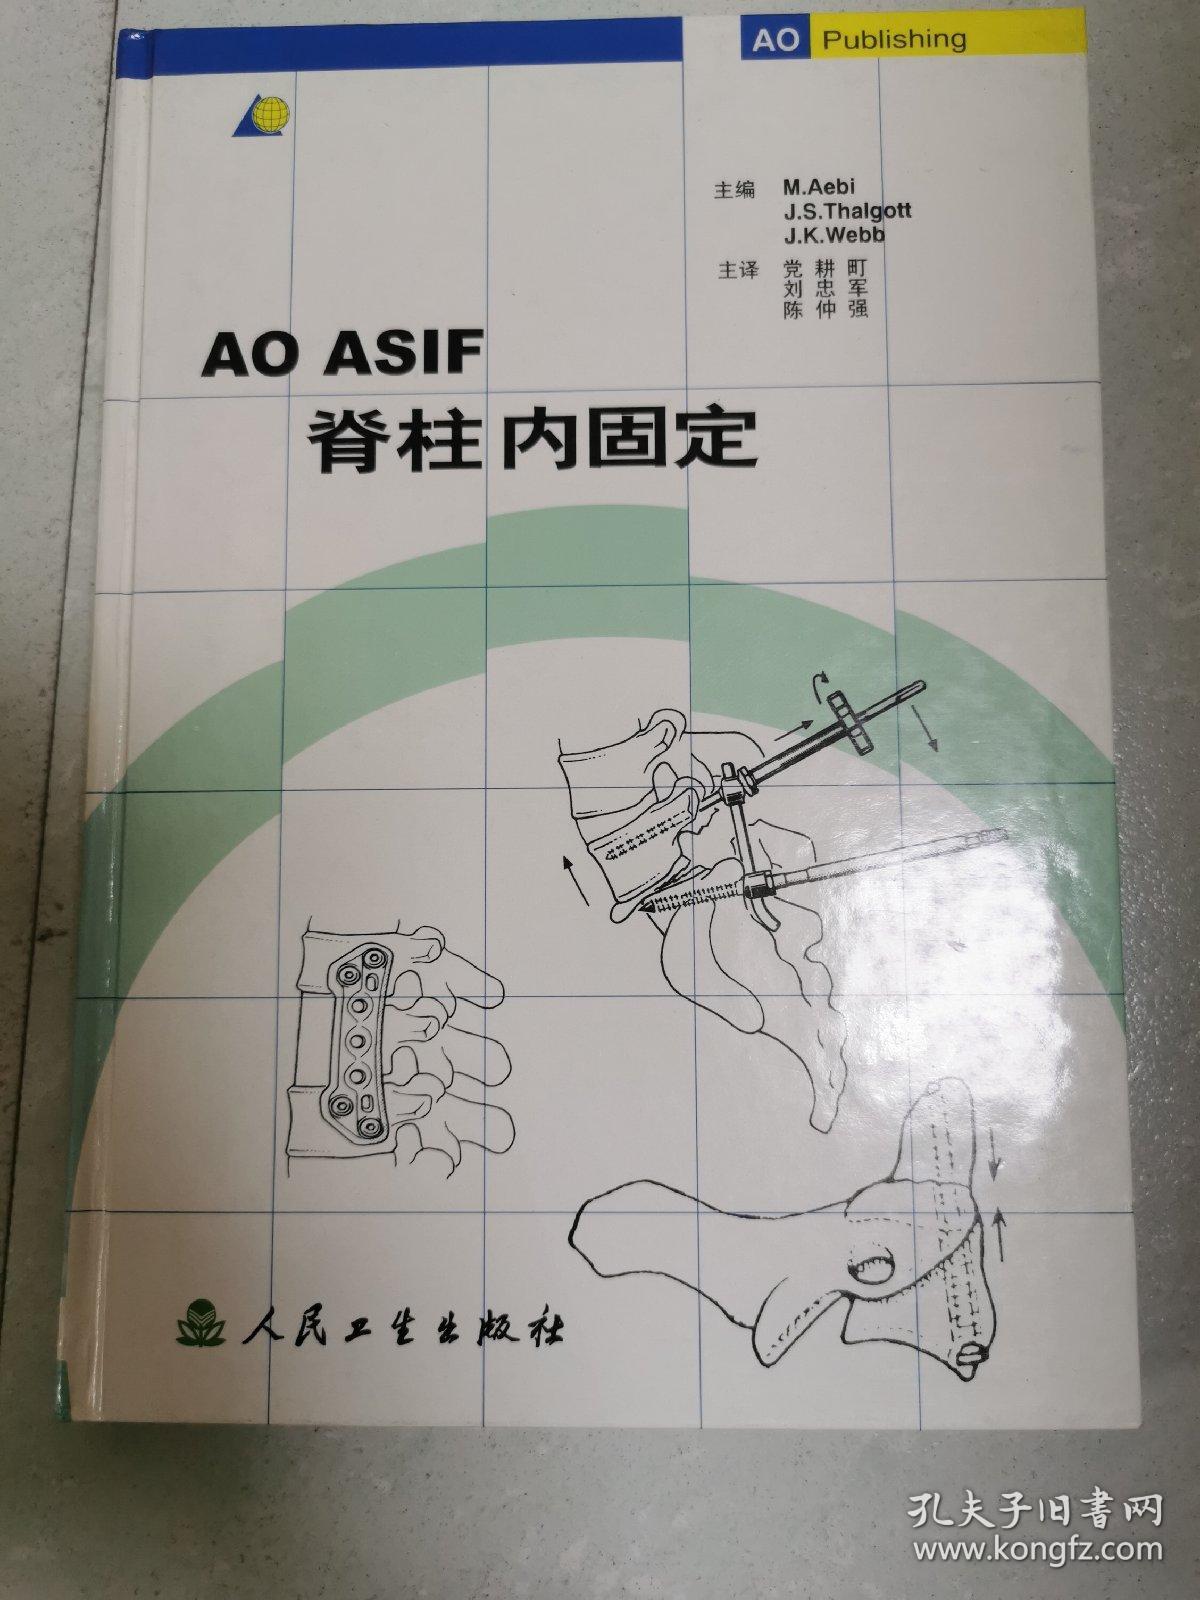 AO Publishing
主编 M.Aebi
J.S.Thalgott
J.K.Webb
主译 党耕町
刘忠军
陈仲强
AO ASIF
脊柱内固定
人民卫生出版社
孔夫子旧书网
www.kongfz.com